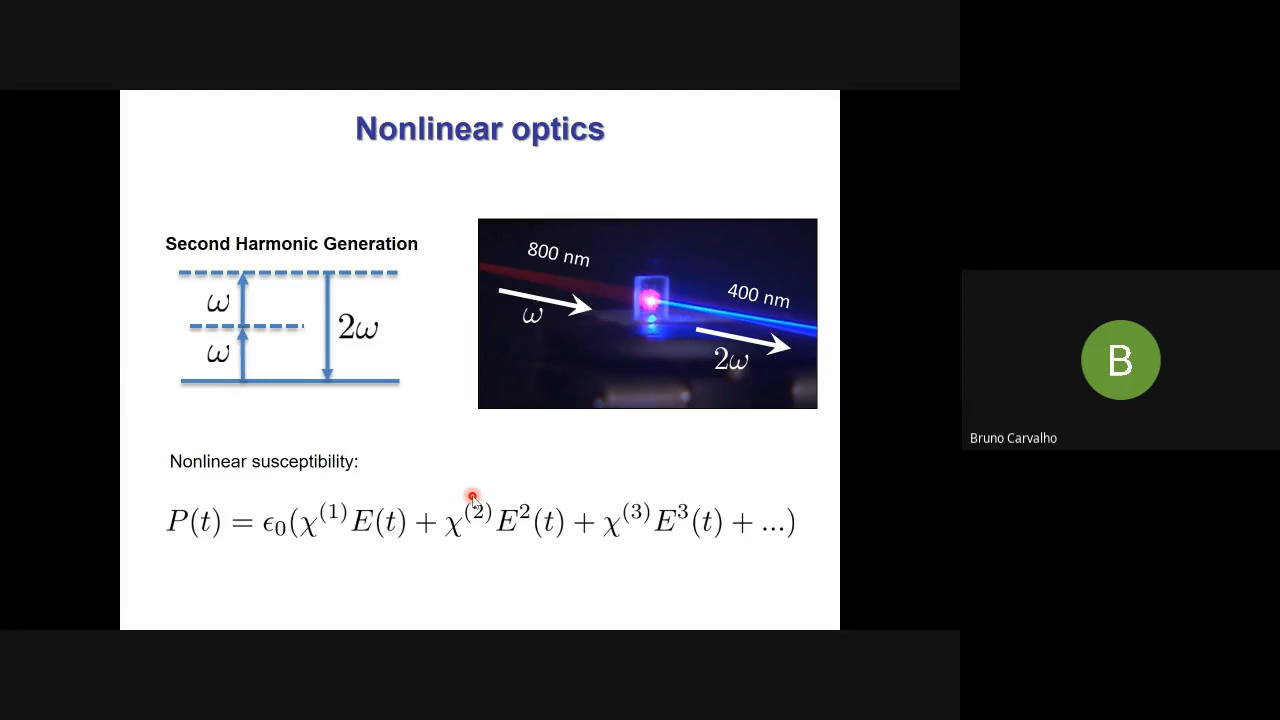 Nonlinear optics
Second Harmonic Generation
ω
ω
2ω
800 nm
ω
400 nm
2ω
Nonlinear susceptibility:
P(t) = ϵ₀(χ⁽¹⁾E(t) + χ⁽²⁾E²(t) + χ⁽³⁾E³(t) + ...)
B
Bruno Carvalho